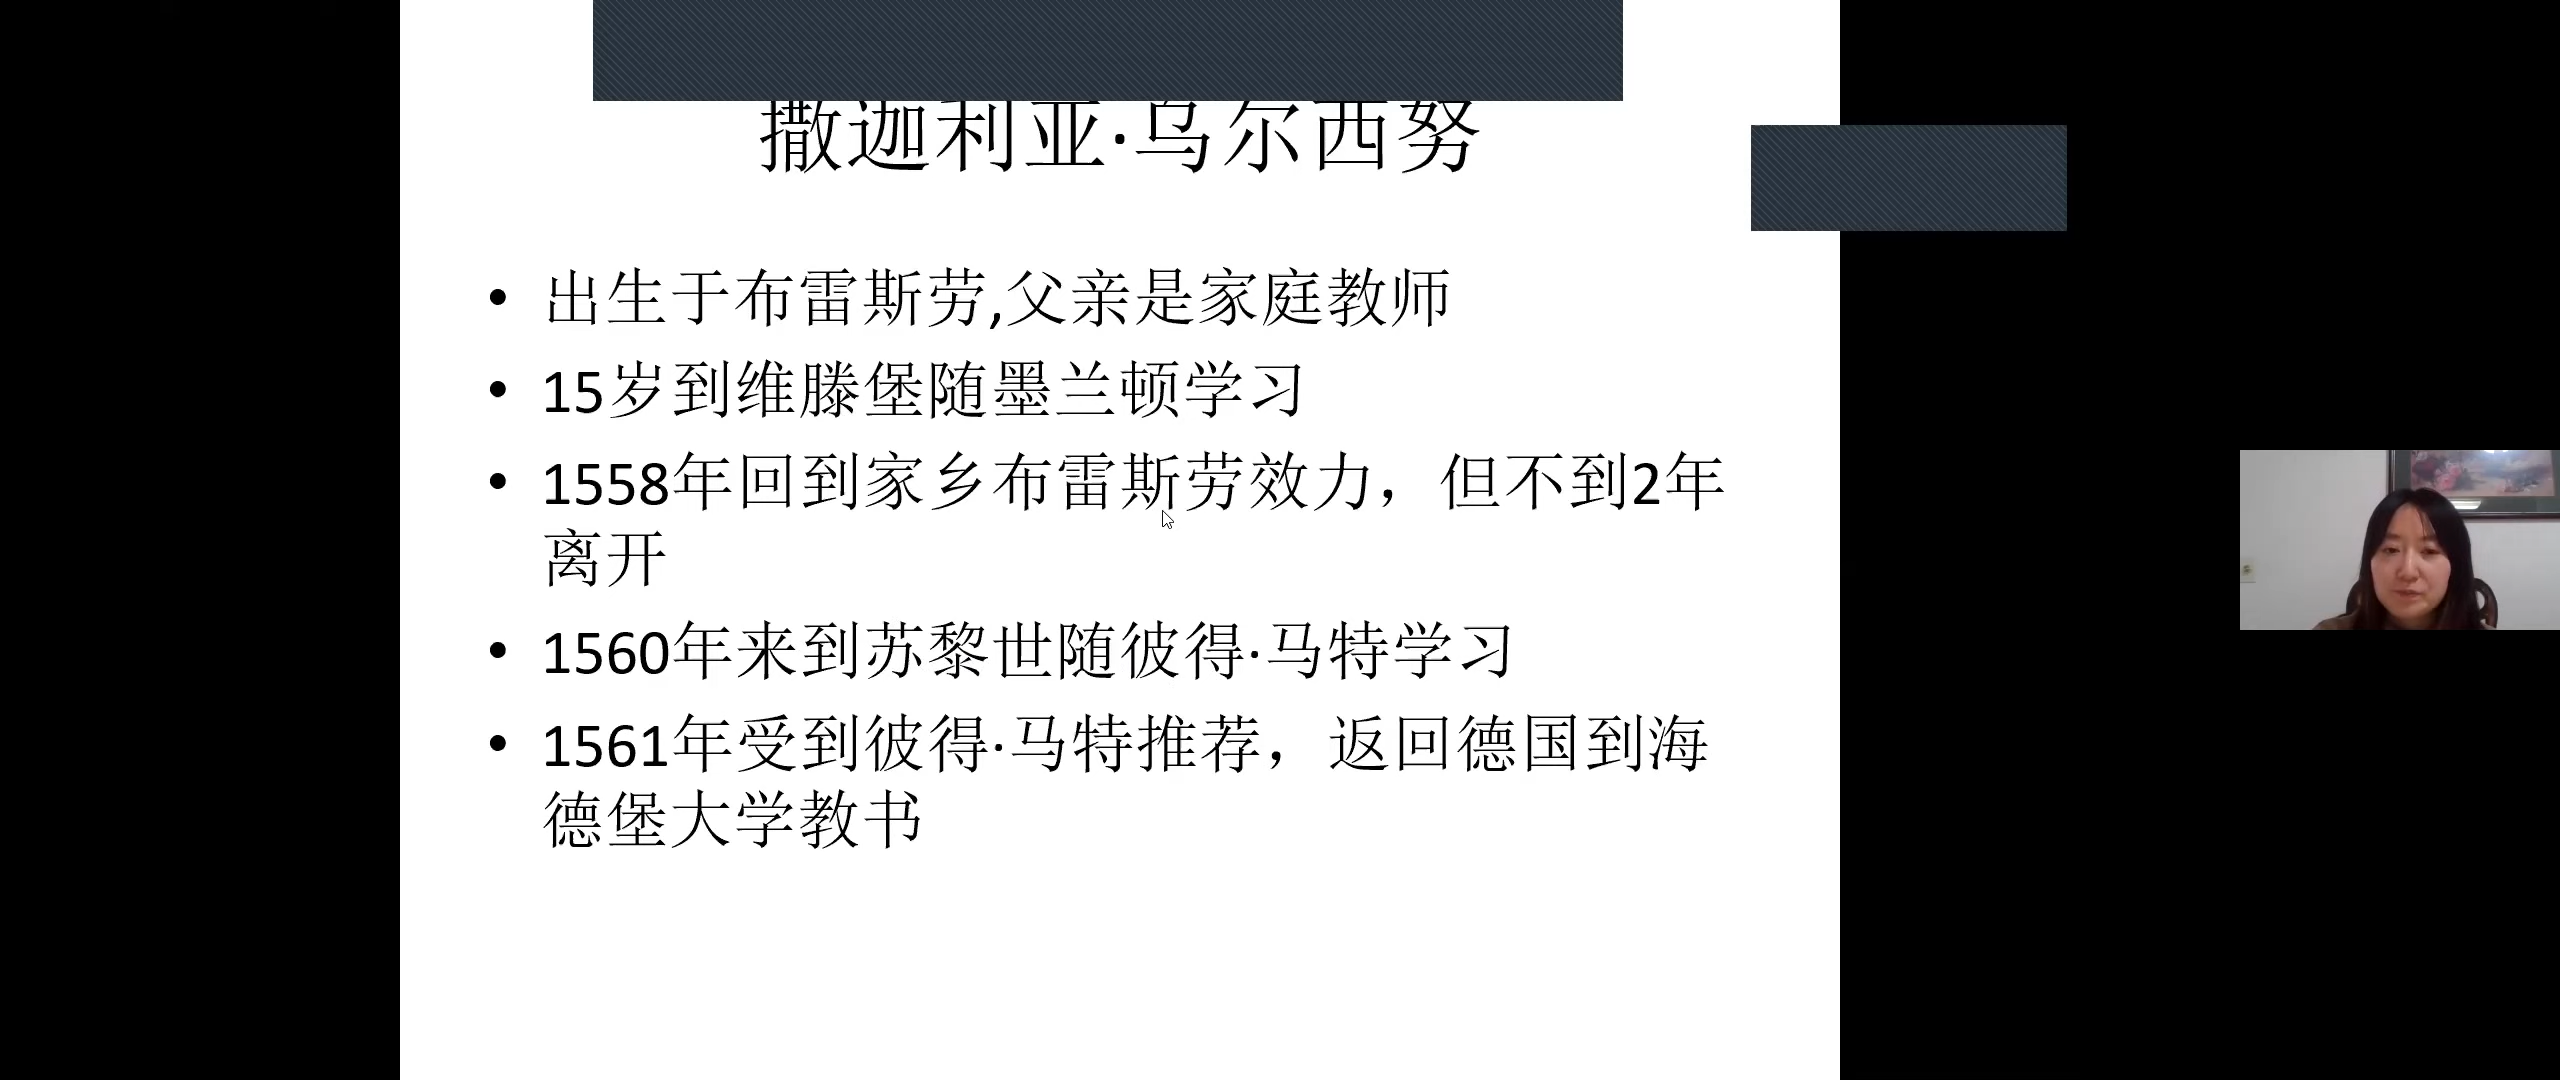 撒迦利亚·乌尔西努
• 出生于布雷斯劳,父亲是家庭教师
• 15岁到维滕堡随墨兰顿学习
• 1558年回到家乡布雷斯劳效力，但不到2年
离开
• 1560年来到苏黎世随彼得·马特学习
• 1561年受到彼得·马特推荐，返回德国到海
德堡大学教书